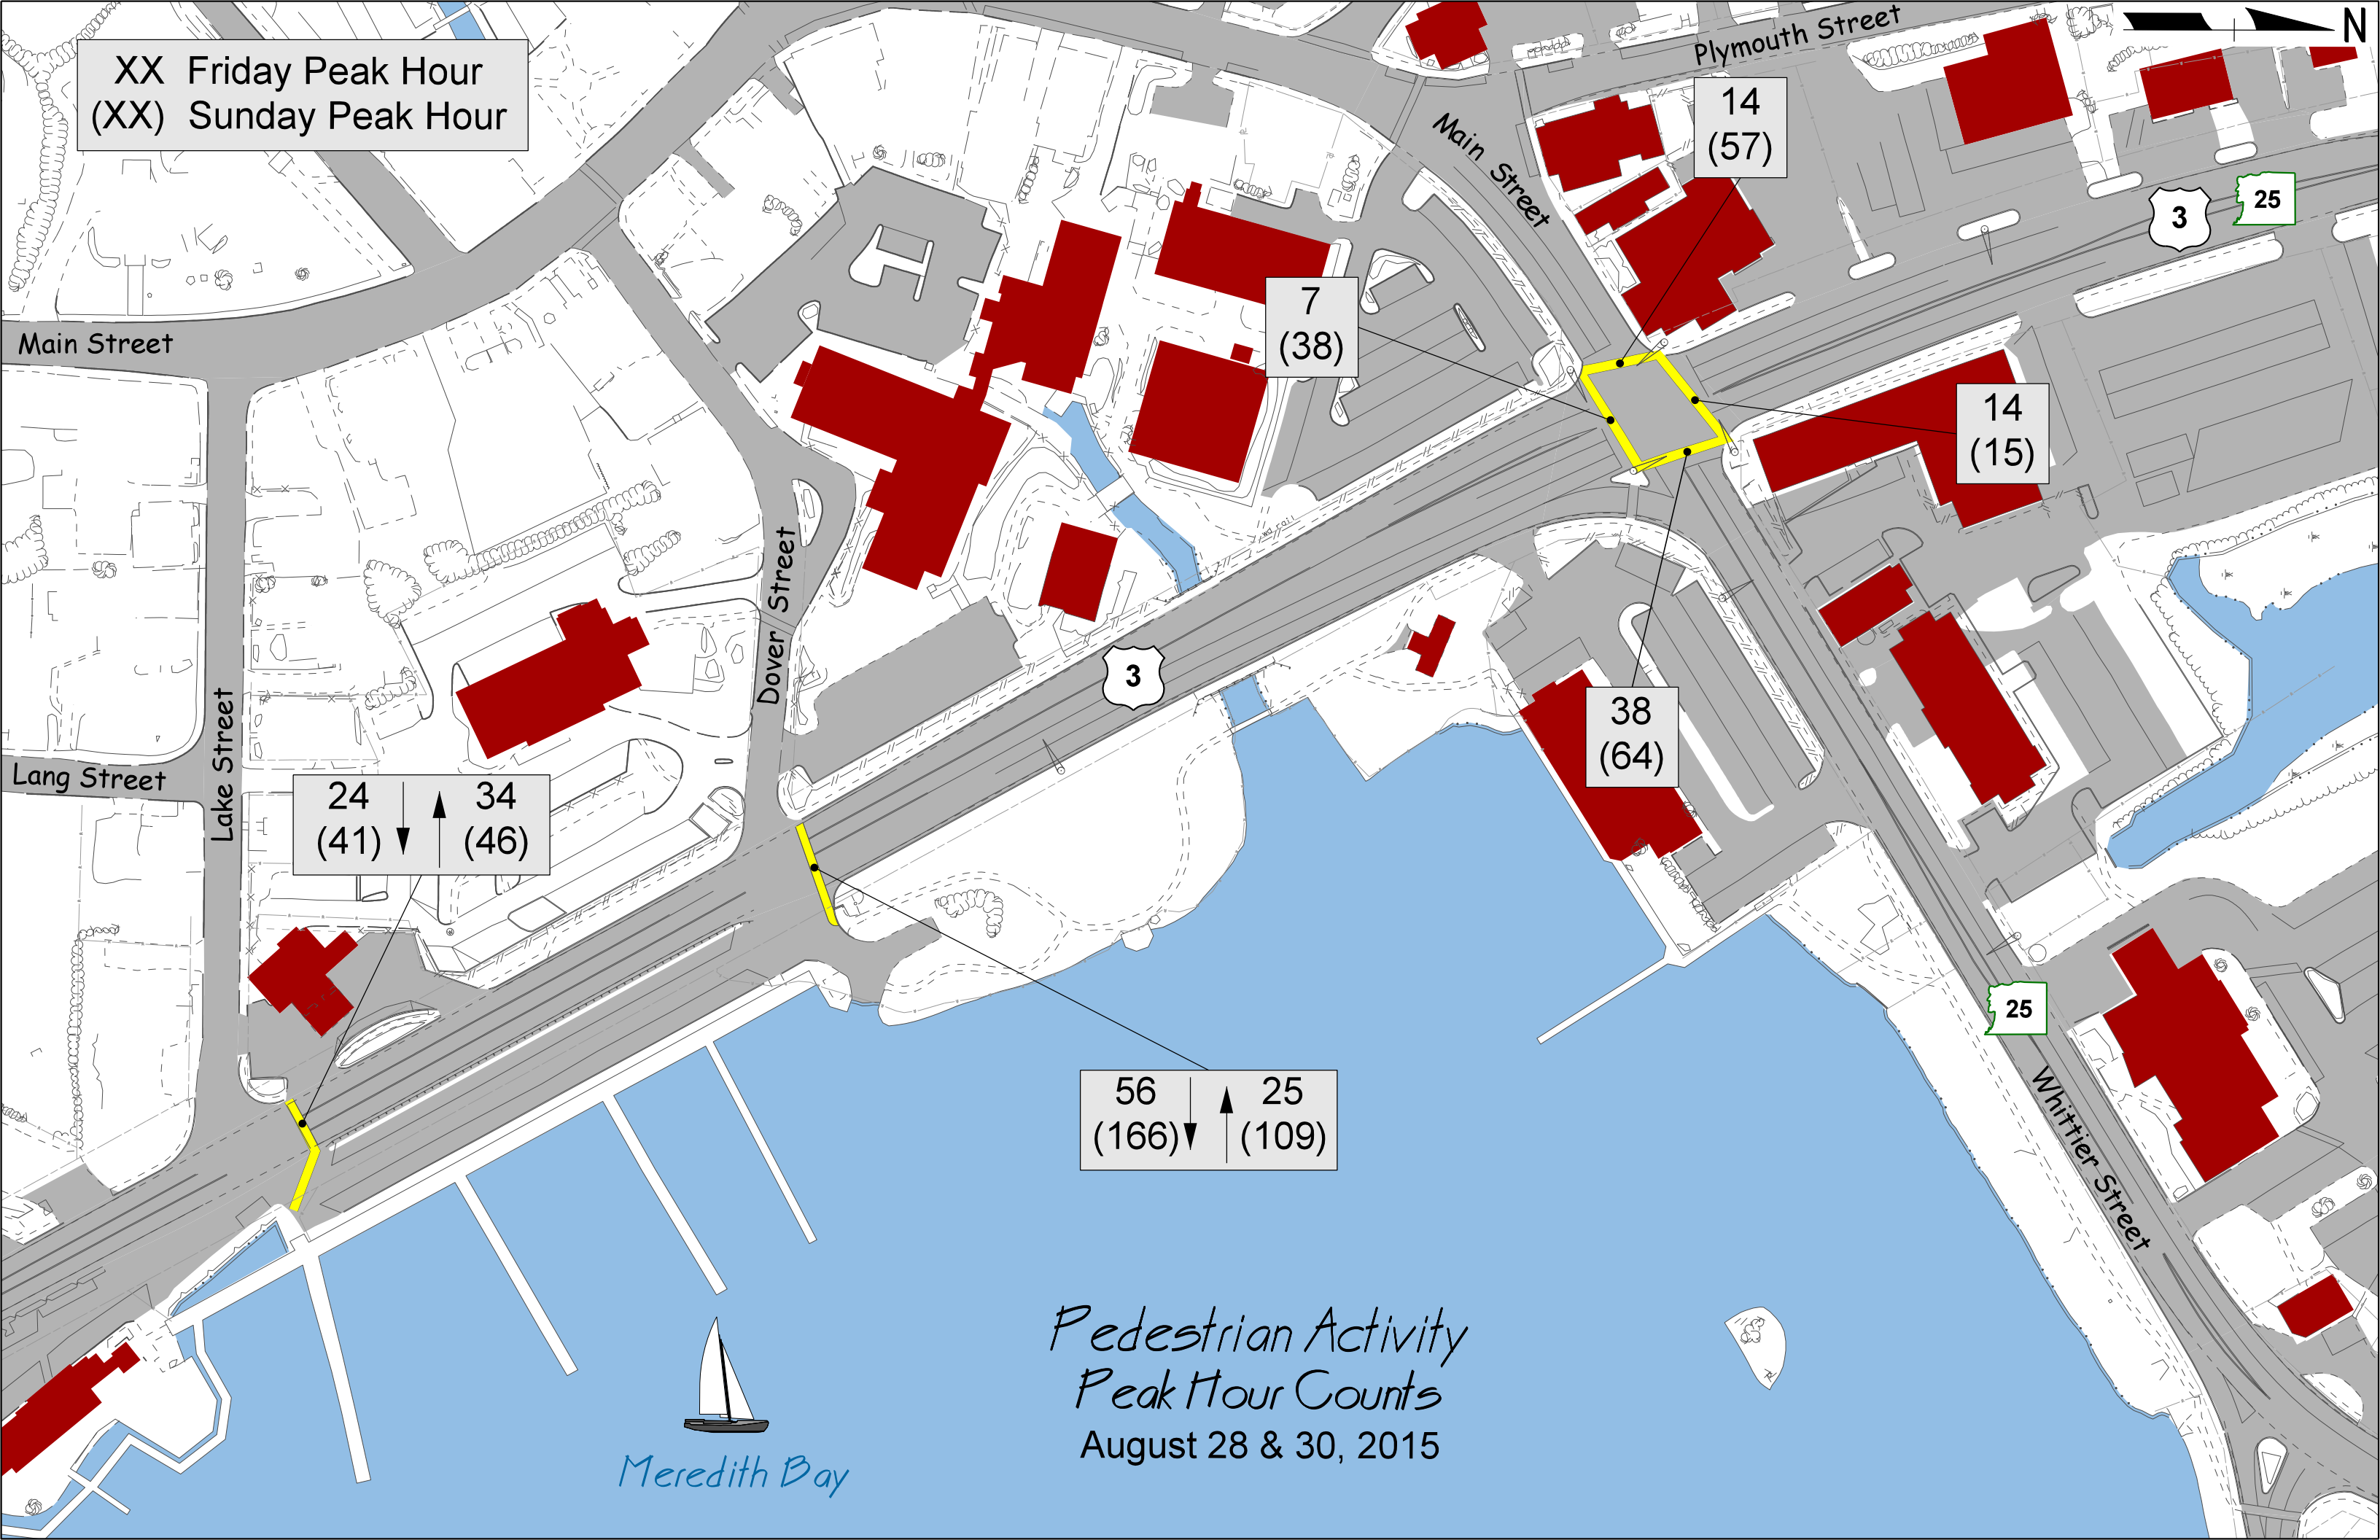 XX Friday Peak Hour
(XX) Sunday Peak Hour
Plymouth Street
N
14
(57)
Main Street
3
25
7
(38)
Main Street
14
(15)
wd rail
Dover Street
3
38
(64)
Lake Street
Lang Street
24 34
(41) (46)
25
56 25
(166) (109)
Whittier Street
Pedestrian Activity
Peak Hour Counts
August 28 & 30, 2015
Meredith Bay